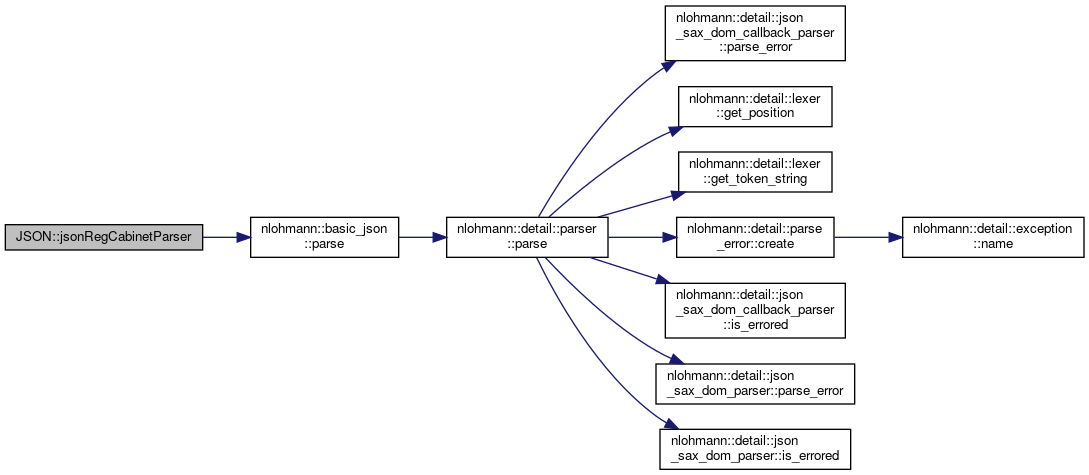 JSON::jsonRegCabinetParser
nlohmann::basic_json
::parse
nlohmann::detail::parser
::parse
nlohmann::detail::json
_sax_dom_callback_parser
::parse_error
nlohmann::detail::lexer
::get_position
nlohmann::detail::lexer
::get_token_string
nlohmann::detail::parse
_error::create
nlohmann::detail::exception
::name
nlohmann::detail::json
_sax_dom_callback_parser
::is_errored
nlohmann::detail::json
_sax_dom_parser::parse_error
nlohmann::detail::json
_sax_dom_parser::is_errored